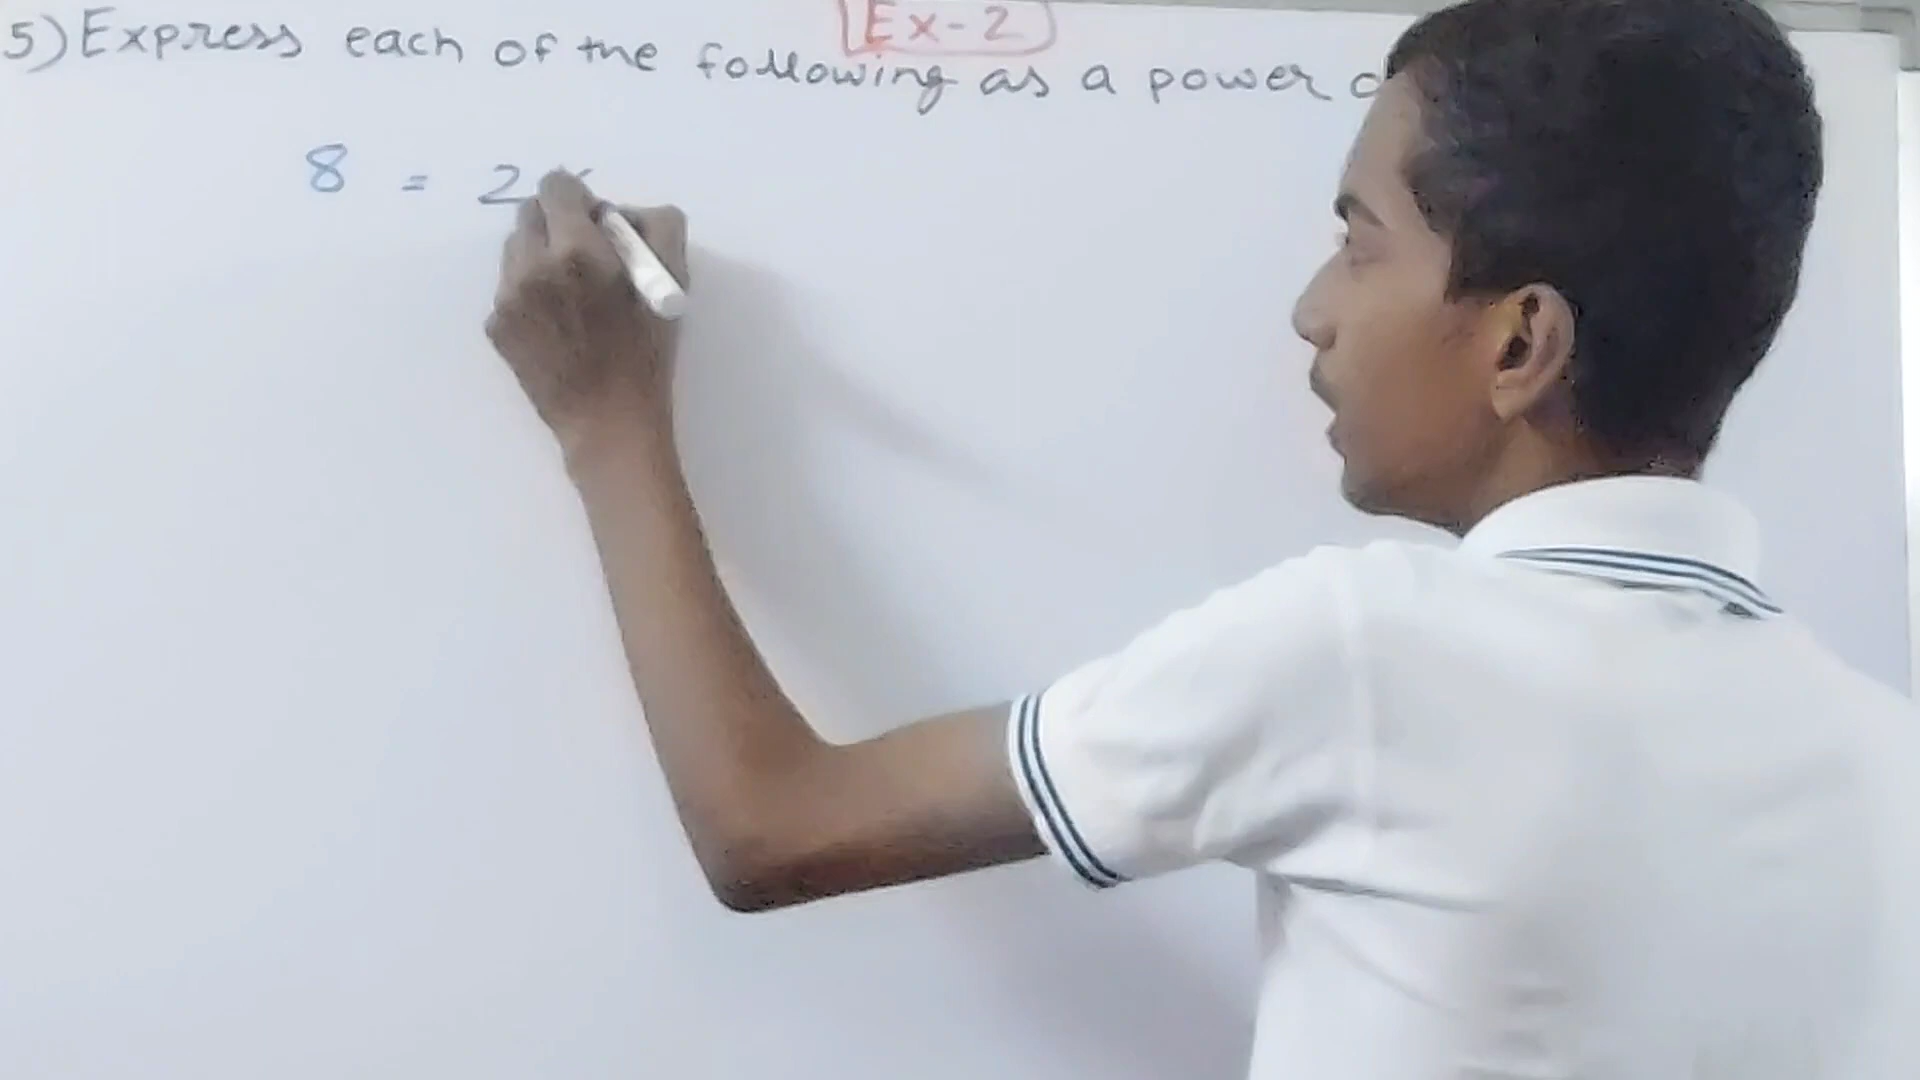 Ex-2
5) Express each of the following as a power
8 = 2